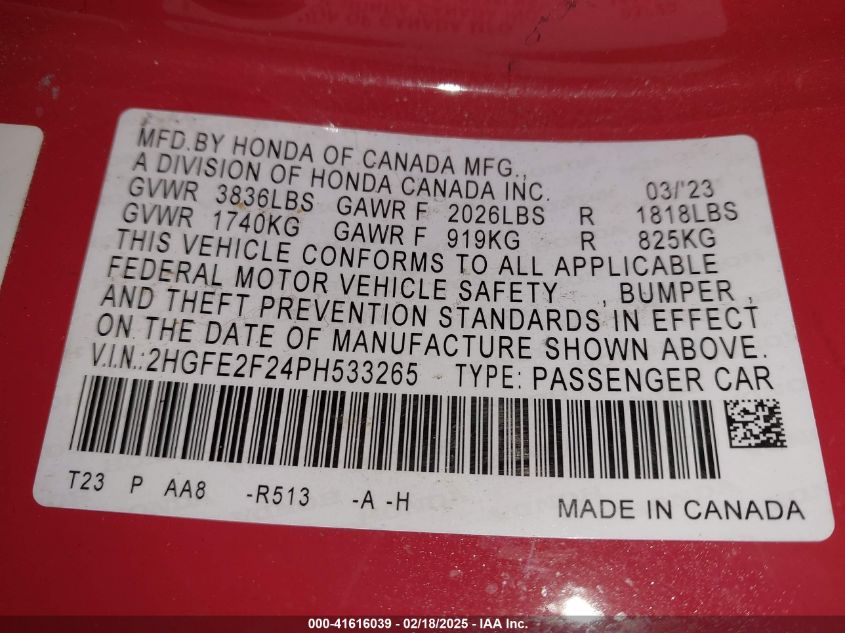 MFD.BY HONDA OF CANADA MFG.,
A DIVISION OF HONDA CANADA INC. 03/'23
GVWR 3836LBS GAWR F 2026LBS R 1818LBS
GVWR 1740KG GAWR F 919KG R 825KG
THIS VEHICLE CONFORMS TO ALL APPLICABLE
FEDERAL MOTOR VEHICLE SAFETY , BUMPER ,
AND THEFT PREVENTION STANDARDS IN EFFECT
ON THE DATE OF MANUFACTURE SHOWN ABOVE.
V.I.N.:2HGFE2F24PH533265 TYPE: PASSENGER CAR
T23 P AA8 -R513 -A -H MADE IN CANADA
000-41616039 - 02/18/2025 - IAA Inc.